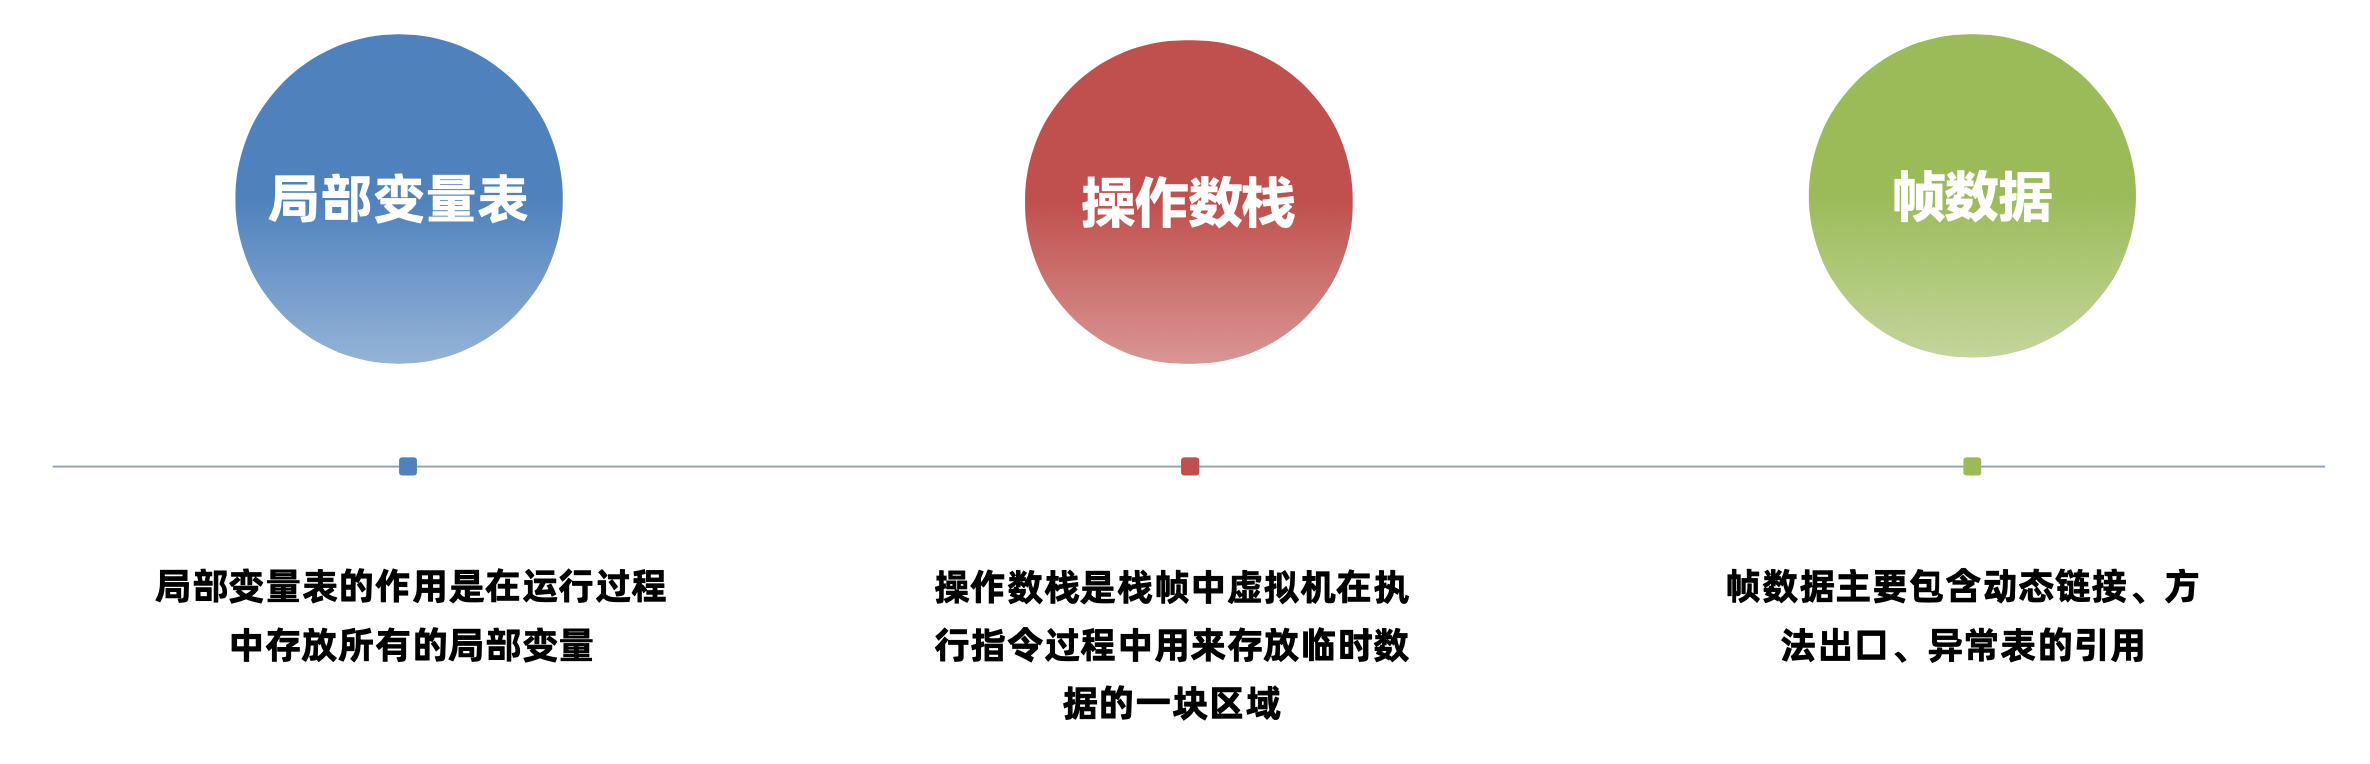 局部变量表
操作数栈
帧数据
局部变量表的作用是在运行过程
中存放所有的局部变量
操作数栈是栈帧中虚拟机在执
行指令过程中用来存放临时数
据的一块区域
帧数据主要包含动态链接、方
法出口、异常表的引用